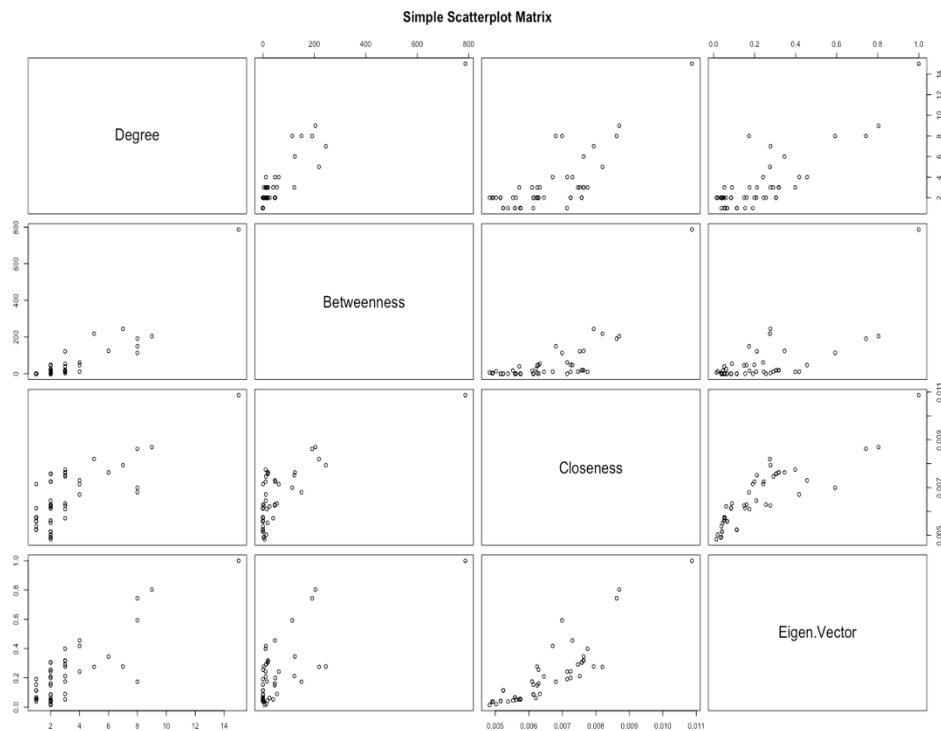 Simple Scatterplot Matrix
0 200 400 800
0.0 0.2 0.4 0.6 0.8 1.0
Degree
2 4 6 8 10 14
0 200 400 600 800
Betweenness
Closeness
0.005 0.007 0.009 0.011
0.0 0.2 0.4 0.6 0.8 1.0
Eigen.Vector
2 4 6 8 10 14
0.005 0.006 0.007 0.008 0.009 0.010 0.011